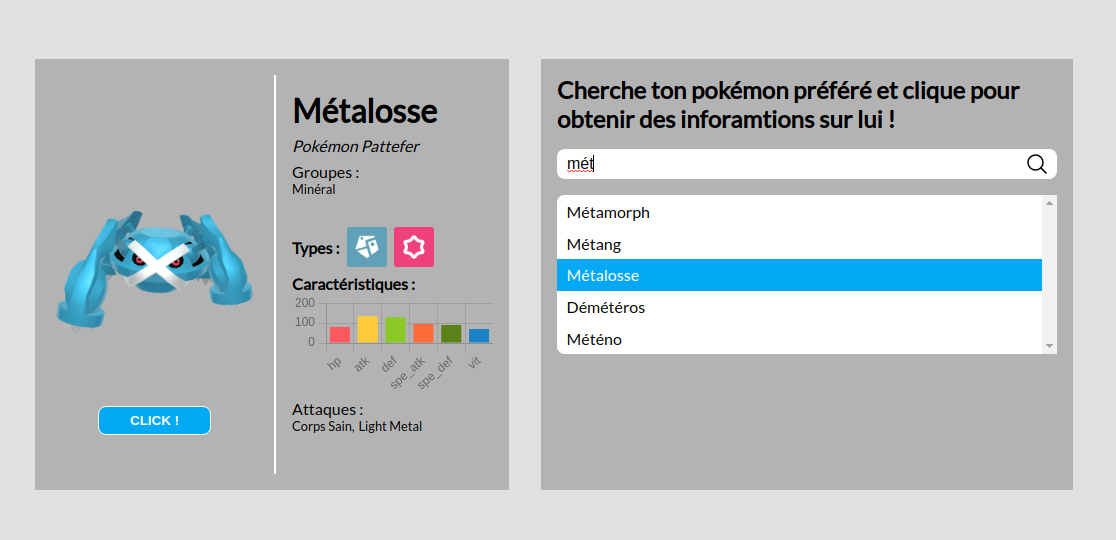 Métalosse
Pokémon Pattefer
Groupes :
Minéral
Types :
Caractéristiques :
200
100
0
hp
atk
def
spe_atk
spe_def
vit
Attaques :
Corps Sain, Light Metal
CLICK !
Cherche ton pokémon préféré et clique pour
obtenir des inforamtions sur lui !
mét
Métamorph
Métang
Métalosse
Démétéros
Météno